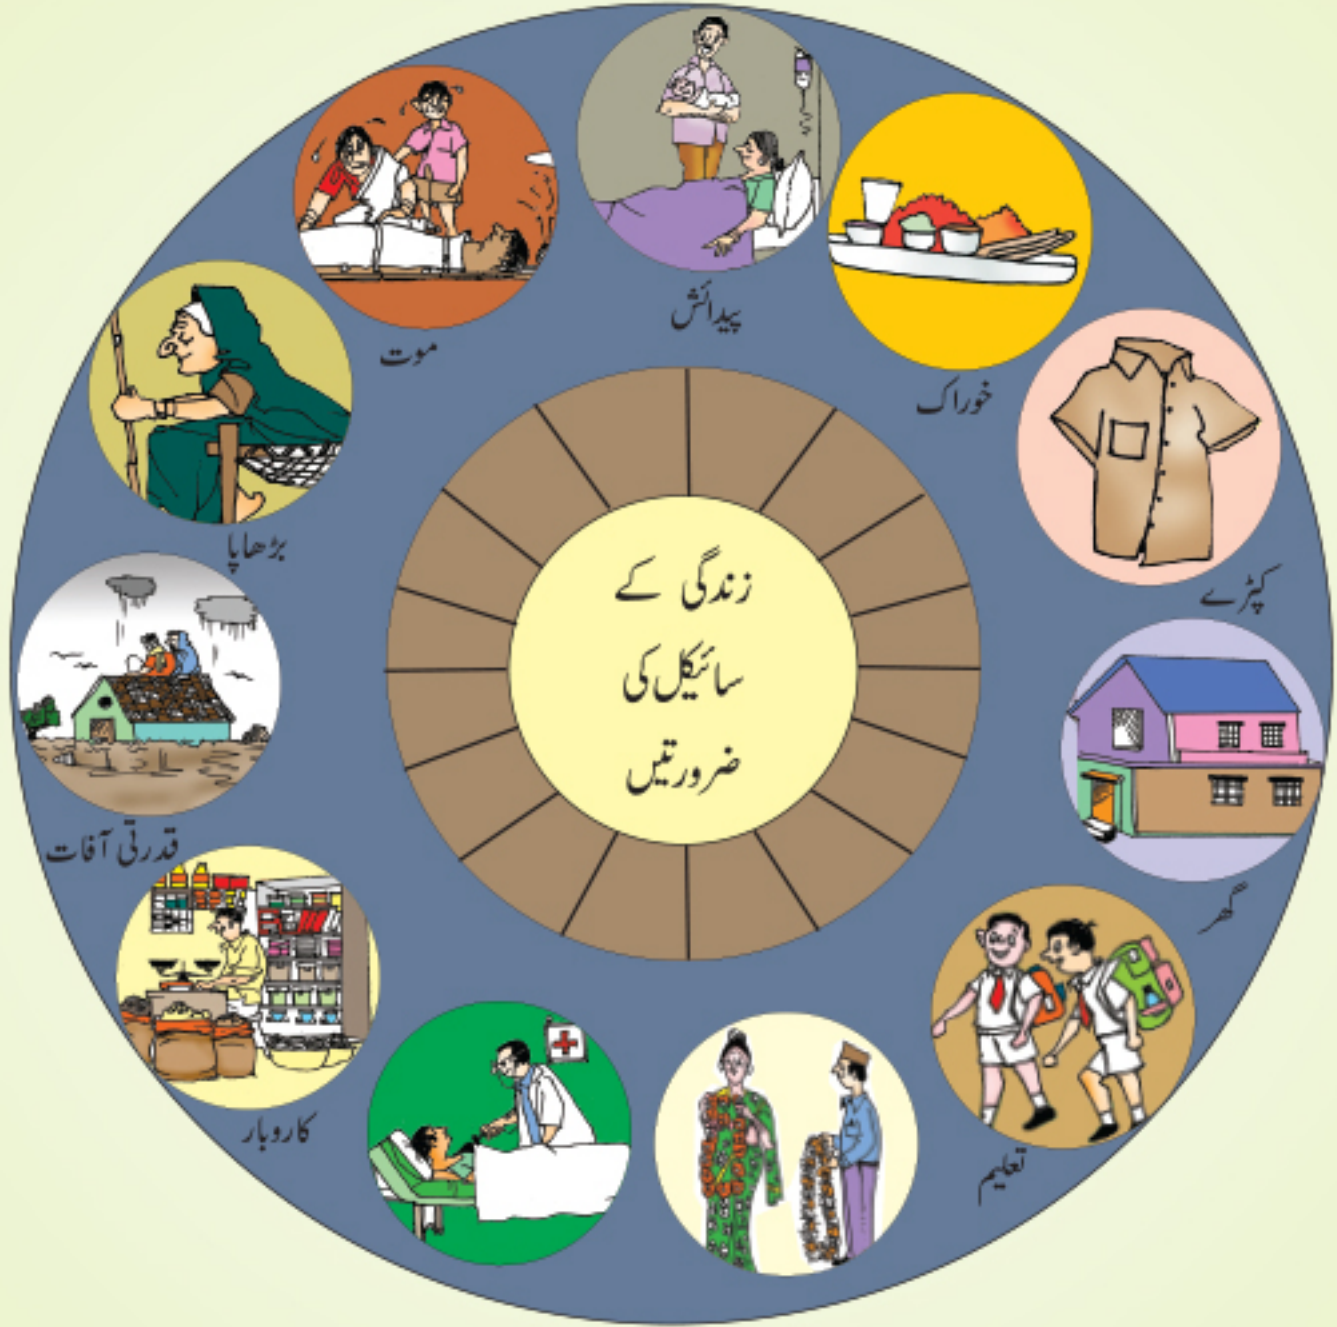 زندگی کے
سائیکل کی
ضرورتیں
پیدائش
خوراک
کپڑے
گھر
تعلیم
کاروبار
قدرتی آفات
بڑھاپا
موت